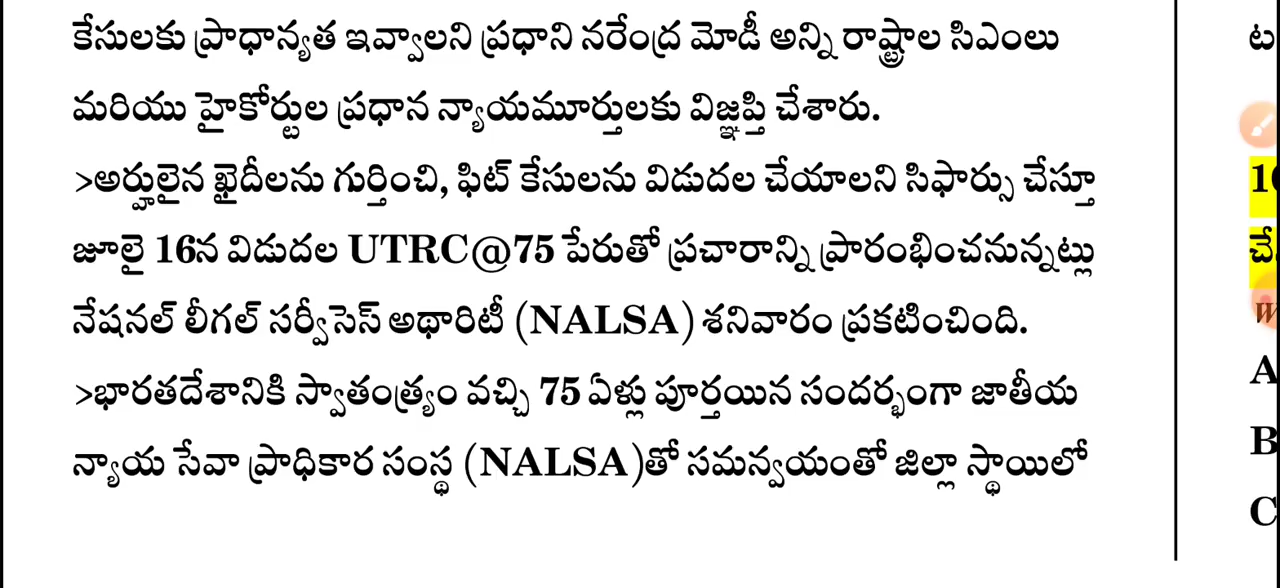 కేసులకు ప్రాధాన్యత ఇవ్వాలని ప్రధాని నరేంద్ర మోడీ అన్ని రాష్ట్రాల సిఎంలు
మరియు హైకోర్టుల ప్రధాన న్యాయమూర్తులకు విజ్ఞప్తి చేశారు.
>అర్హులైన ఖైదీలను గుర్తించి, ఫిట్ కేసులను విడుదల చేయాలని సిఫార్సు చేస్తూ
జూలై 16న విడుదల UTRC@75 పేరుతో ప్రచారాన్ని ప్రారంభించనున్నట్లు
నేషనల్ లీగల్ సర్వీసెస్ అథారిటీ (NALSA) శనివారం ప్రకటించింది.
>భారతదేశానికి స్వాతంత్ర్యం వచ్చి 75 ఏళ్లు పూర్తయిన సందర్భంగా జాతీయ
న్యాయ సేవా ప్రాధికార సంస్థ (NALSA)తో సమన్వయంతో జిల్లా స్థాయిలో
ట
A
B
C